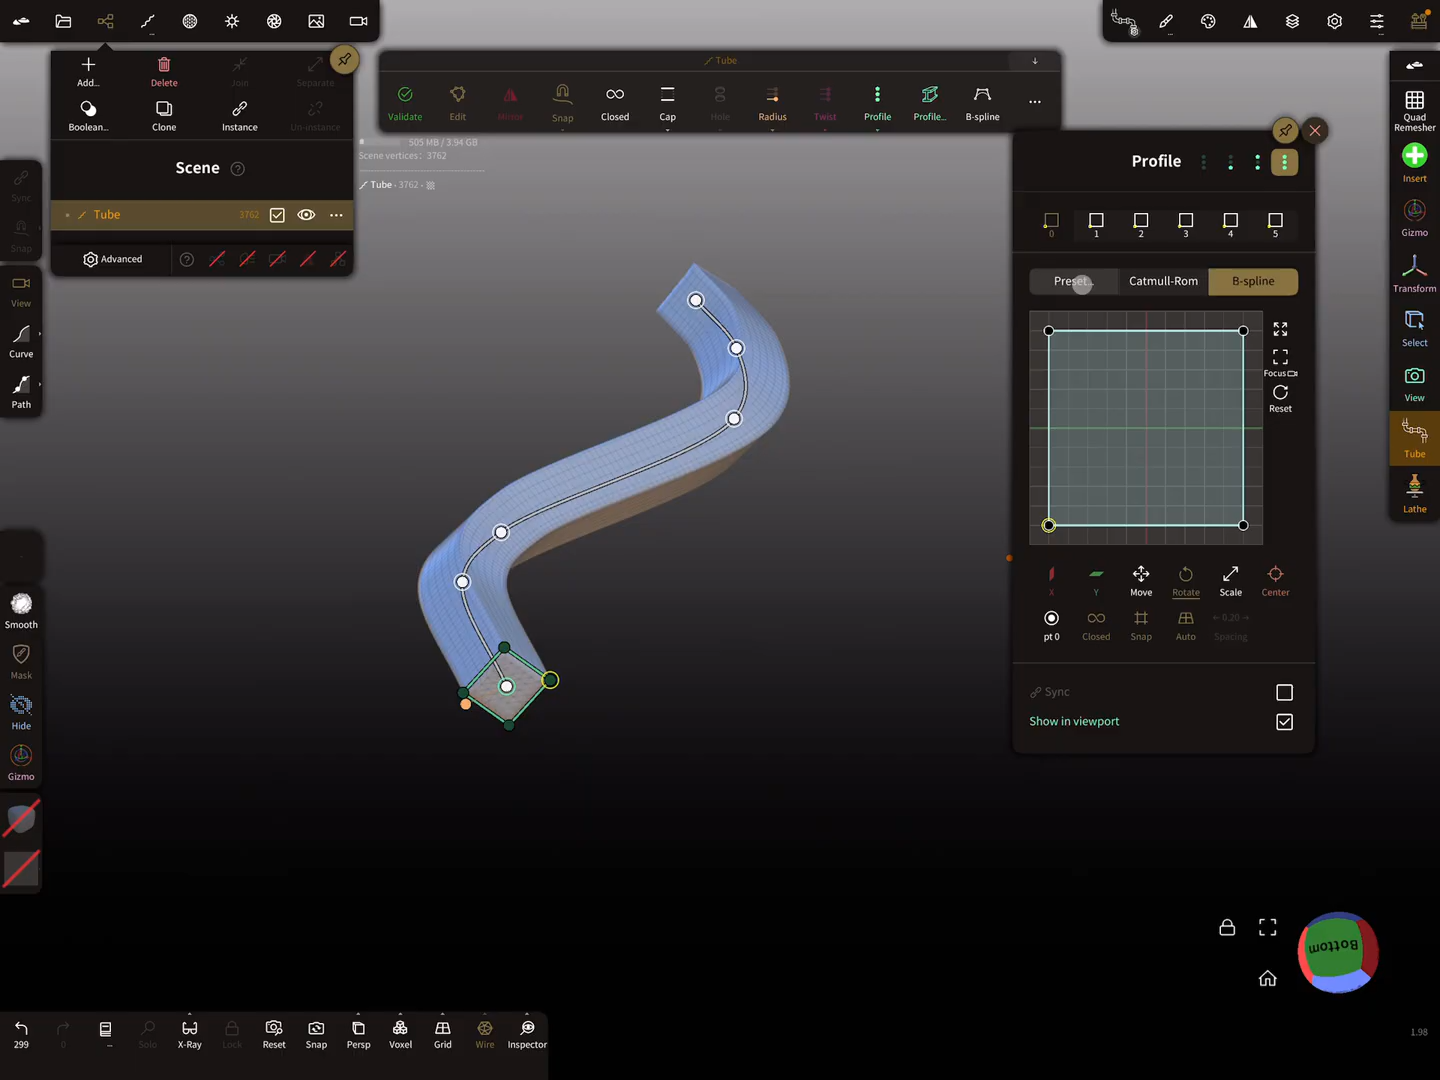 Add...
Delete
Join
Separate
Boolean...
Clone
Instance
Un-instance
Scene
Tube
3762
Advanced
Sync
Snap
View
Curve
Path
Smooth
Mask
Hide
Gizmo
Tube
Validate
Edit
Mirror
Snap
Closed
Cap
Hole
Radius
Twist
Profile
Profile...
B-spline
505 MB / 3.94 GB
Scene vertices: 3762
Tube - 3762 -
Profile
0
1
2
3
4
5
Preset...
Catmull-Rom
B-spline
Focus
Reset
X
Y
Move
Rotate
Scale
Center
pt 0
Closed
Snap
Auto
0.20
Spacing
Sync
Show in viewport
Quad
Remesher
Insert
Gizmo
Transform
Select
View
Tube
Lathe
Bottom
1.98
299
0
...
Solo
X-Ray
Lock
Reset
Snap
Persp
Voxel
Grid
Wire
Inspector